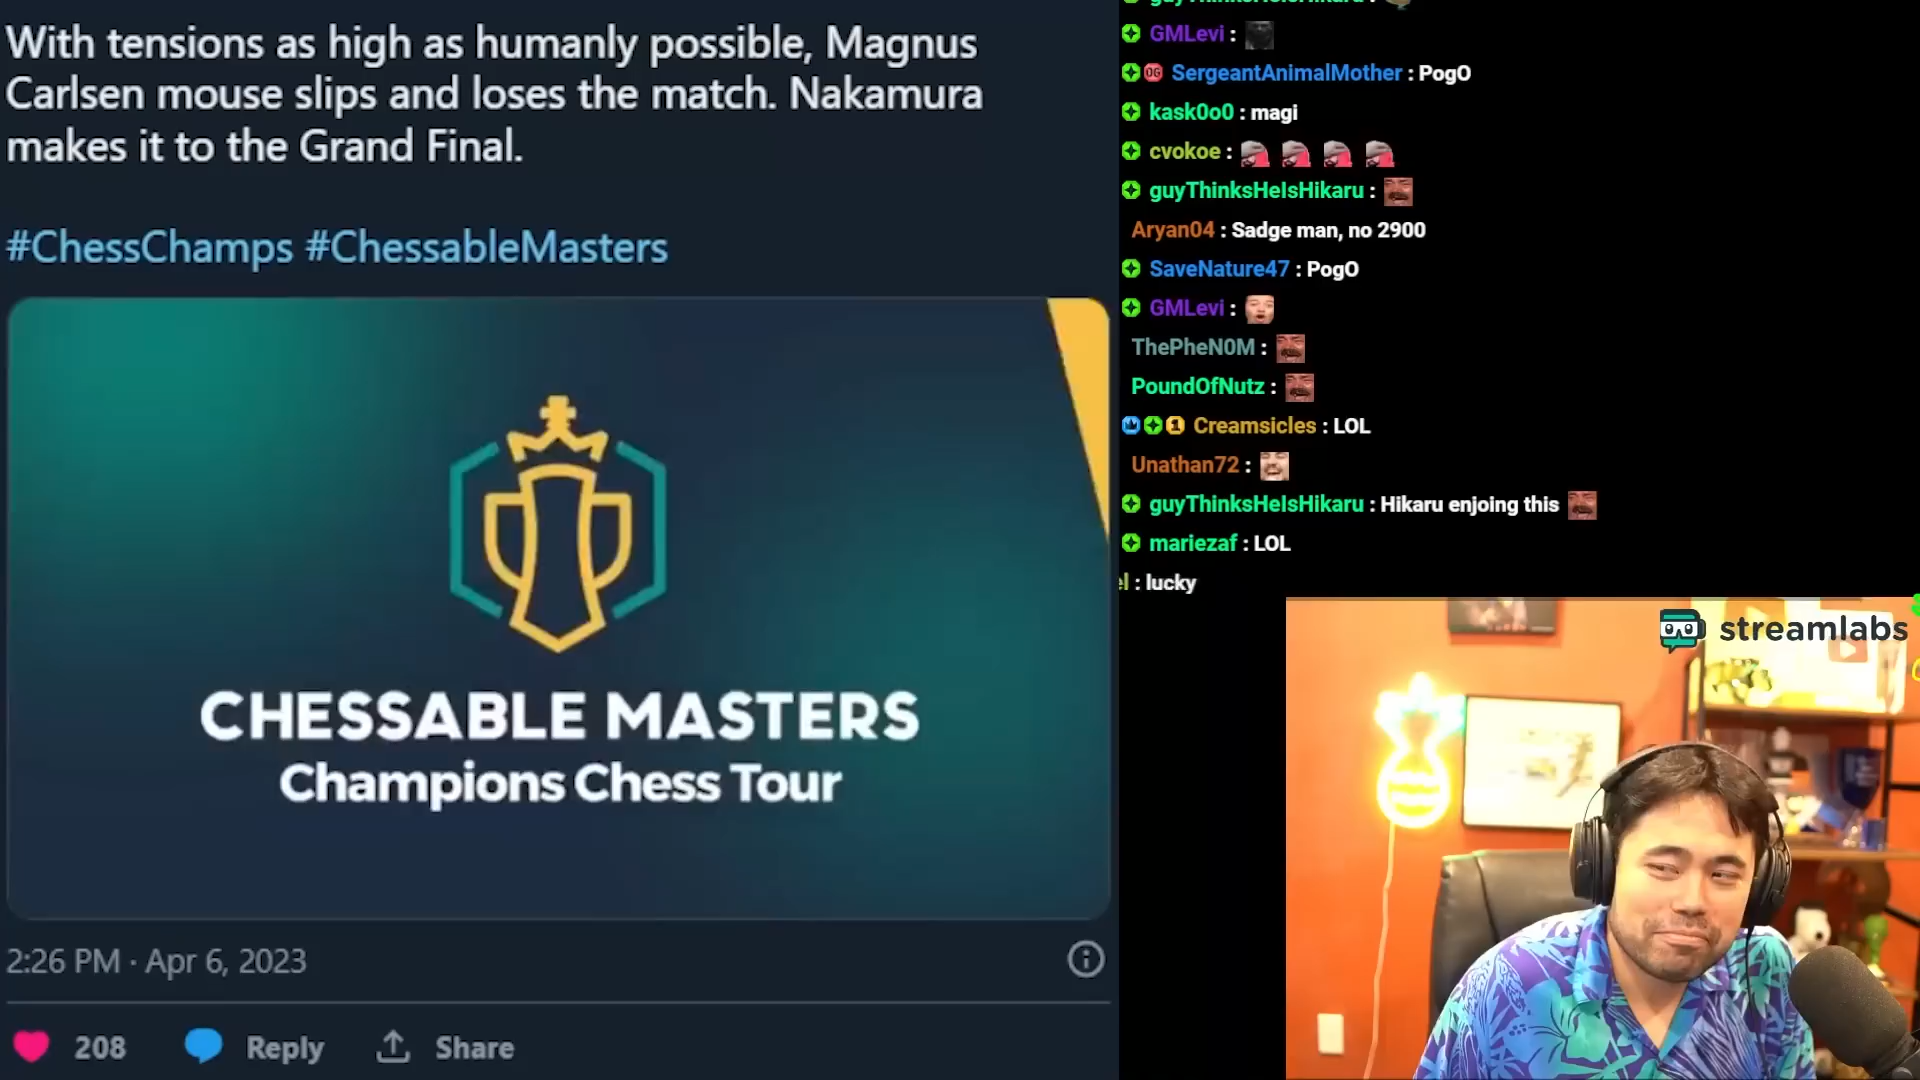 With tensions as high as humanly possible, Magnus
Carlsen mouse slips and loses the match. Nakamura
makes it to the Grand Final.
#ChessChamps #ChessableMasters
CHESSABLE MASTERS
Champions Chess Tour
2:26 PM · Apr 6, 2023
208 Reply Share
GMLevi :
OG SergeantAnimalMother : PogO
kask0o0 : magi
cvokoe :
guyThinksHeIsHikaru :
Aryan04 : Sadge man, no 2900
SaveNature47 : PogO
GMLevi :
ThePheN0M :
PoundOfNutz :
1 Creamsicles : LOL
Unathan72 :
guyThinksHeIsHikaru : Hikaru enjoing this
mariezaf : LOL
el : lucky
streamlabs